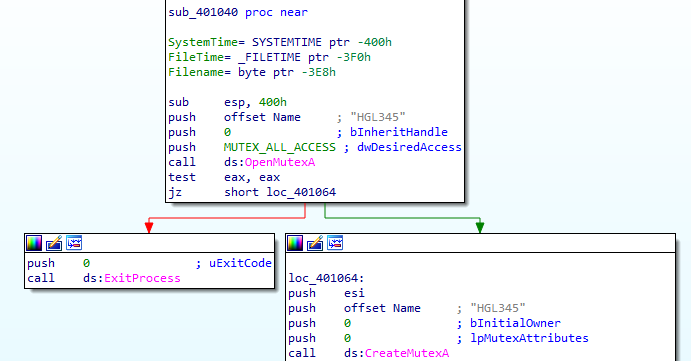 sub_401040 proc near
SystemTime= SYSTEMTIME ptr -400h
FileTime= _FILETIME ptr -3F0h
Filename= byte ptr -3E8h
sub esp, 400h
push offset Name ; "HGL345"
push 0 ; bInheritHandle
push MUTEX_ALL_ACCESS ; dwDesiredAccess
call ds:OpenMutexA
test eax, eax
jz short loc_401064
push 0 ; uExitCode
call ds:ExitProcess
loc_401064:
push esi
push offset Name ; "HGL345"
push 0 ; bInitialOwner
push 0 ; lpMutexAttributes
call ds:CreateMutexA